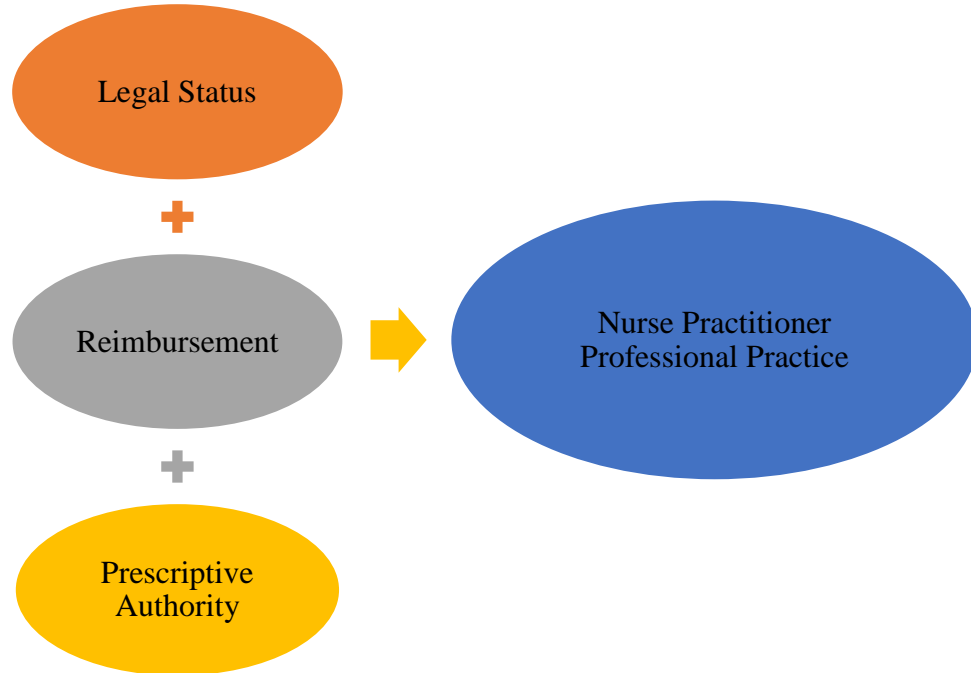 Legal Status
Reimbursement
Prescriptive
Authority
Nurse Practitioner
Professional Practice